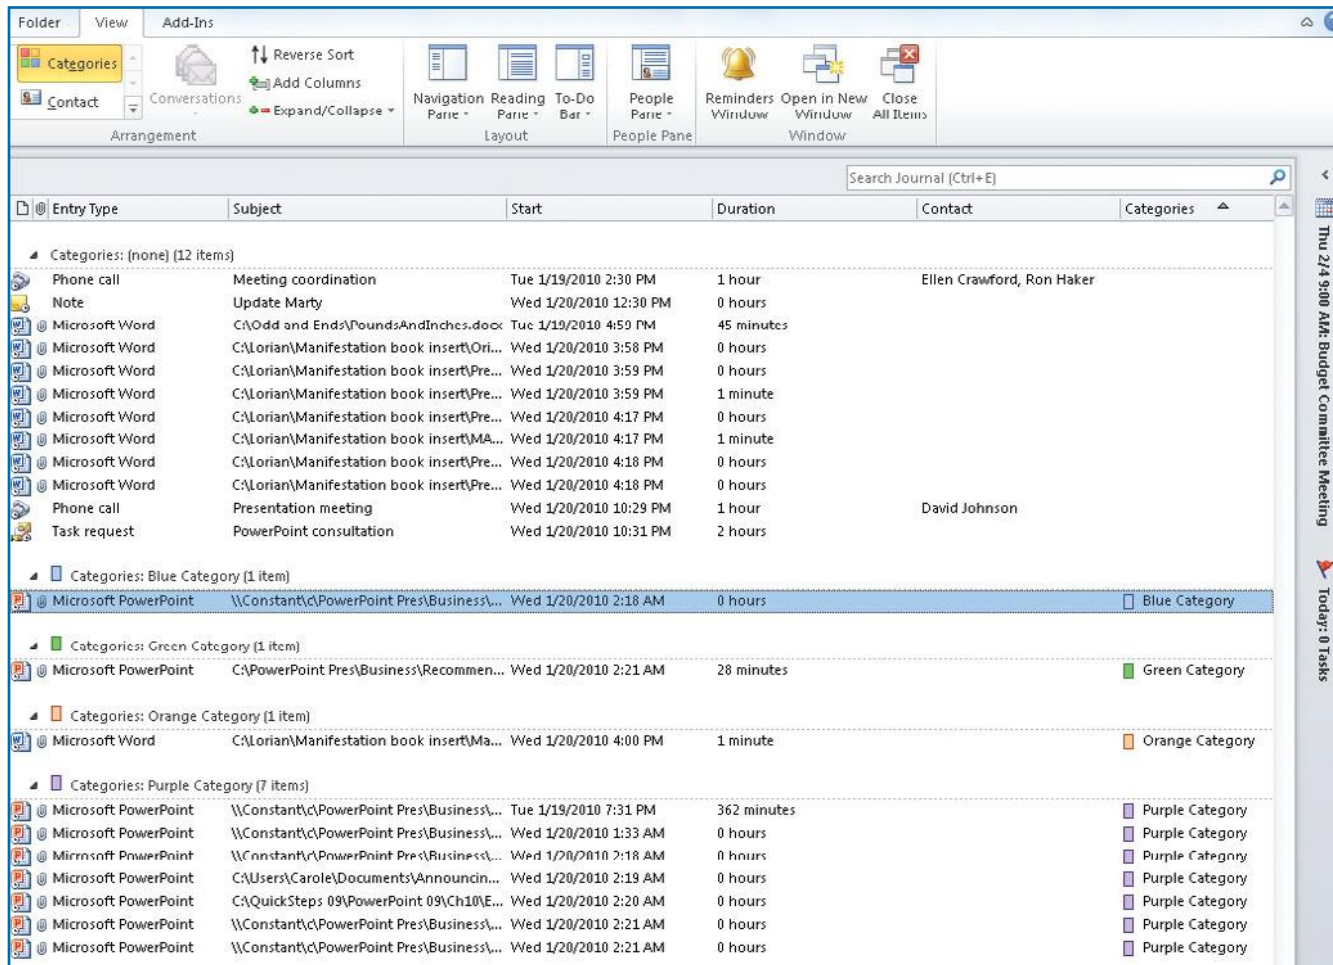 Folder View Add-Ins
Categories
Contact
Conversations
Reverse Sort
Add Columns
Expand/Collapse
Arrangement
Navigation Pane
Reading Pane
To-Do Bar
Layout
People Pane
People Pane
Reminders Window
Open in New Window
Close All Items
Window
Search Journal (Ctrl+E)
Entry Type Subject Start Duration Contact Categories
Categories: (none) (12 items)
Phone call Meeting coordination Tue 1/19/2010 2:30 PM 1 hour Ellen Crawford, Ron Haker
Note Update Marty Wed 1/20/2010 12:30 PM 0 hours
Microsoft Word C:\Odd and Ends\PoundsAndInches.docx Tue 1/19/2010 4:59 PM 45 minutes
Microsoft Word C:\Lorian\Manifestation book insert\Ori... Wed 1/20/2010 3:58 PM 0 hours
Microsoft Word C:\Lorian\Manifestation book insert\Pre... Wed 1/20/2010 3:59 PM 0 hours
Microsoft Word C:\Lorian\Manifestation book insert\Pre... Wed 1/20/2010 3:59 PM 1 minute
Microsoft Word C:\Lorian\Manifestation book insert\Pre... Wed 1/20/2010 4:17 PM 0 hours
Microsoft Word C:\Lorian\Manifestation book insert\MA... Wed 1/20/2010 4:17 PM 1 minute
Microsoft Word C:\Lorian\Manifestation book insert\Pre... Wed 1/20/2010 4:18 PM 0 hours
Microsoft Word C:\Lorian\Manifestation book insert\Pre... Wed 1/20/2010 4:18 PM 0 hours
Phone call Presentation meeting Wed 1/20/2010 10:29 PM 1 hour David Johnson
Task request PowerPoint consultation Wed 1/20/2010 10:31 PM 2 hours
Categories: Blue Category (1 item)
Microsoft PowerPoint \\Constant\c\PowerPoint Pres\Business\... Wed 1/20/2010 2:18 AM 0 hours Blue Category
Categories: Green Category (1 item)
Microsoft PowerPoint C:\PowerPoint Pres\Business\Recommen... Wed 1/20/2010 2:21 AM 28 minutes Green Category
Categories: Orange Category (1 item)
Microsoft Word C:\Lorian\Manifestation book insert\Ma... Wed 1/20/2010 4:00 PM 1 minute Orange Category
Categories: Purple Category (7 items)
Microsoft PowerPoint \\Constant\c\PowerPoint Pres\Business\... Tue 1/19/2010 7:31 PM 362 minutes Purple Category
Microsoft PowerPoint \\Constant\c\PowerPoint Pres\Business\... Wed 1/20/2010 1:33 AM 0 hours Purple Category
Microsoft PowerPoint \\Constant\c\PowerPoint Pres\Business\... Wed 1/20/2010 2:18 AM 0 hours Purple Category
Microsoft PowerPoint C:\Users\Carole\Documents\Announcin... Wed 1/20/2010 2:19 AM 0 hours Purple Category
Microsoft PowerPoint C:\QuickSteps 09\PowerPoint 09\Ch10\E... Wed 1/20/2010 2:20 AM 0 hours Purple Category
Microsoft PowerPoint \\Constant\c\PowerPoint Pres\Business\... Wed 1/20/2010 2:21 AM 0 hours Purple Category
Microsoft PowerPoint \\Constant\c\PowerPoint Pres\Business\... Wed 1/20/2010 2:21 AM 0 hours Purple Category
Thu 2/4 9:00 AM: Budget Committee Meeting
Today: 0 Tasks